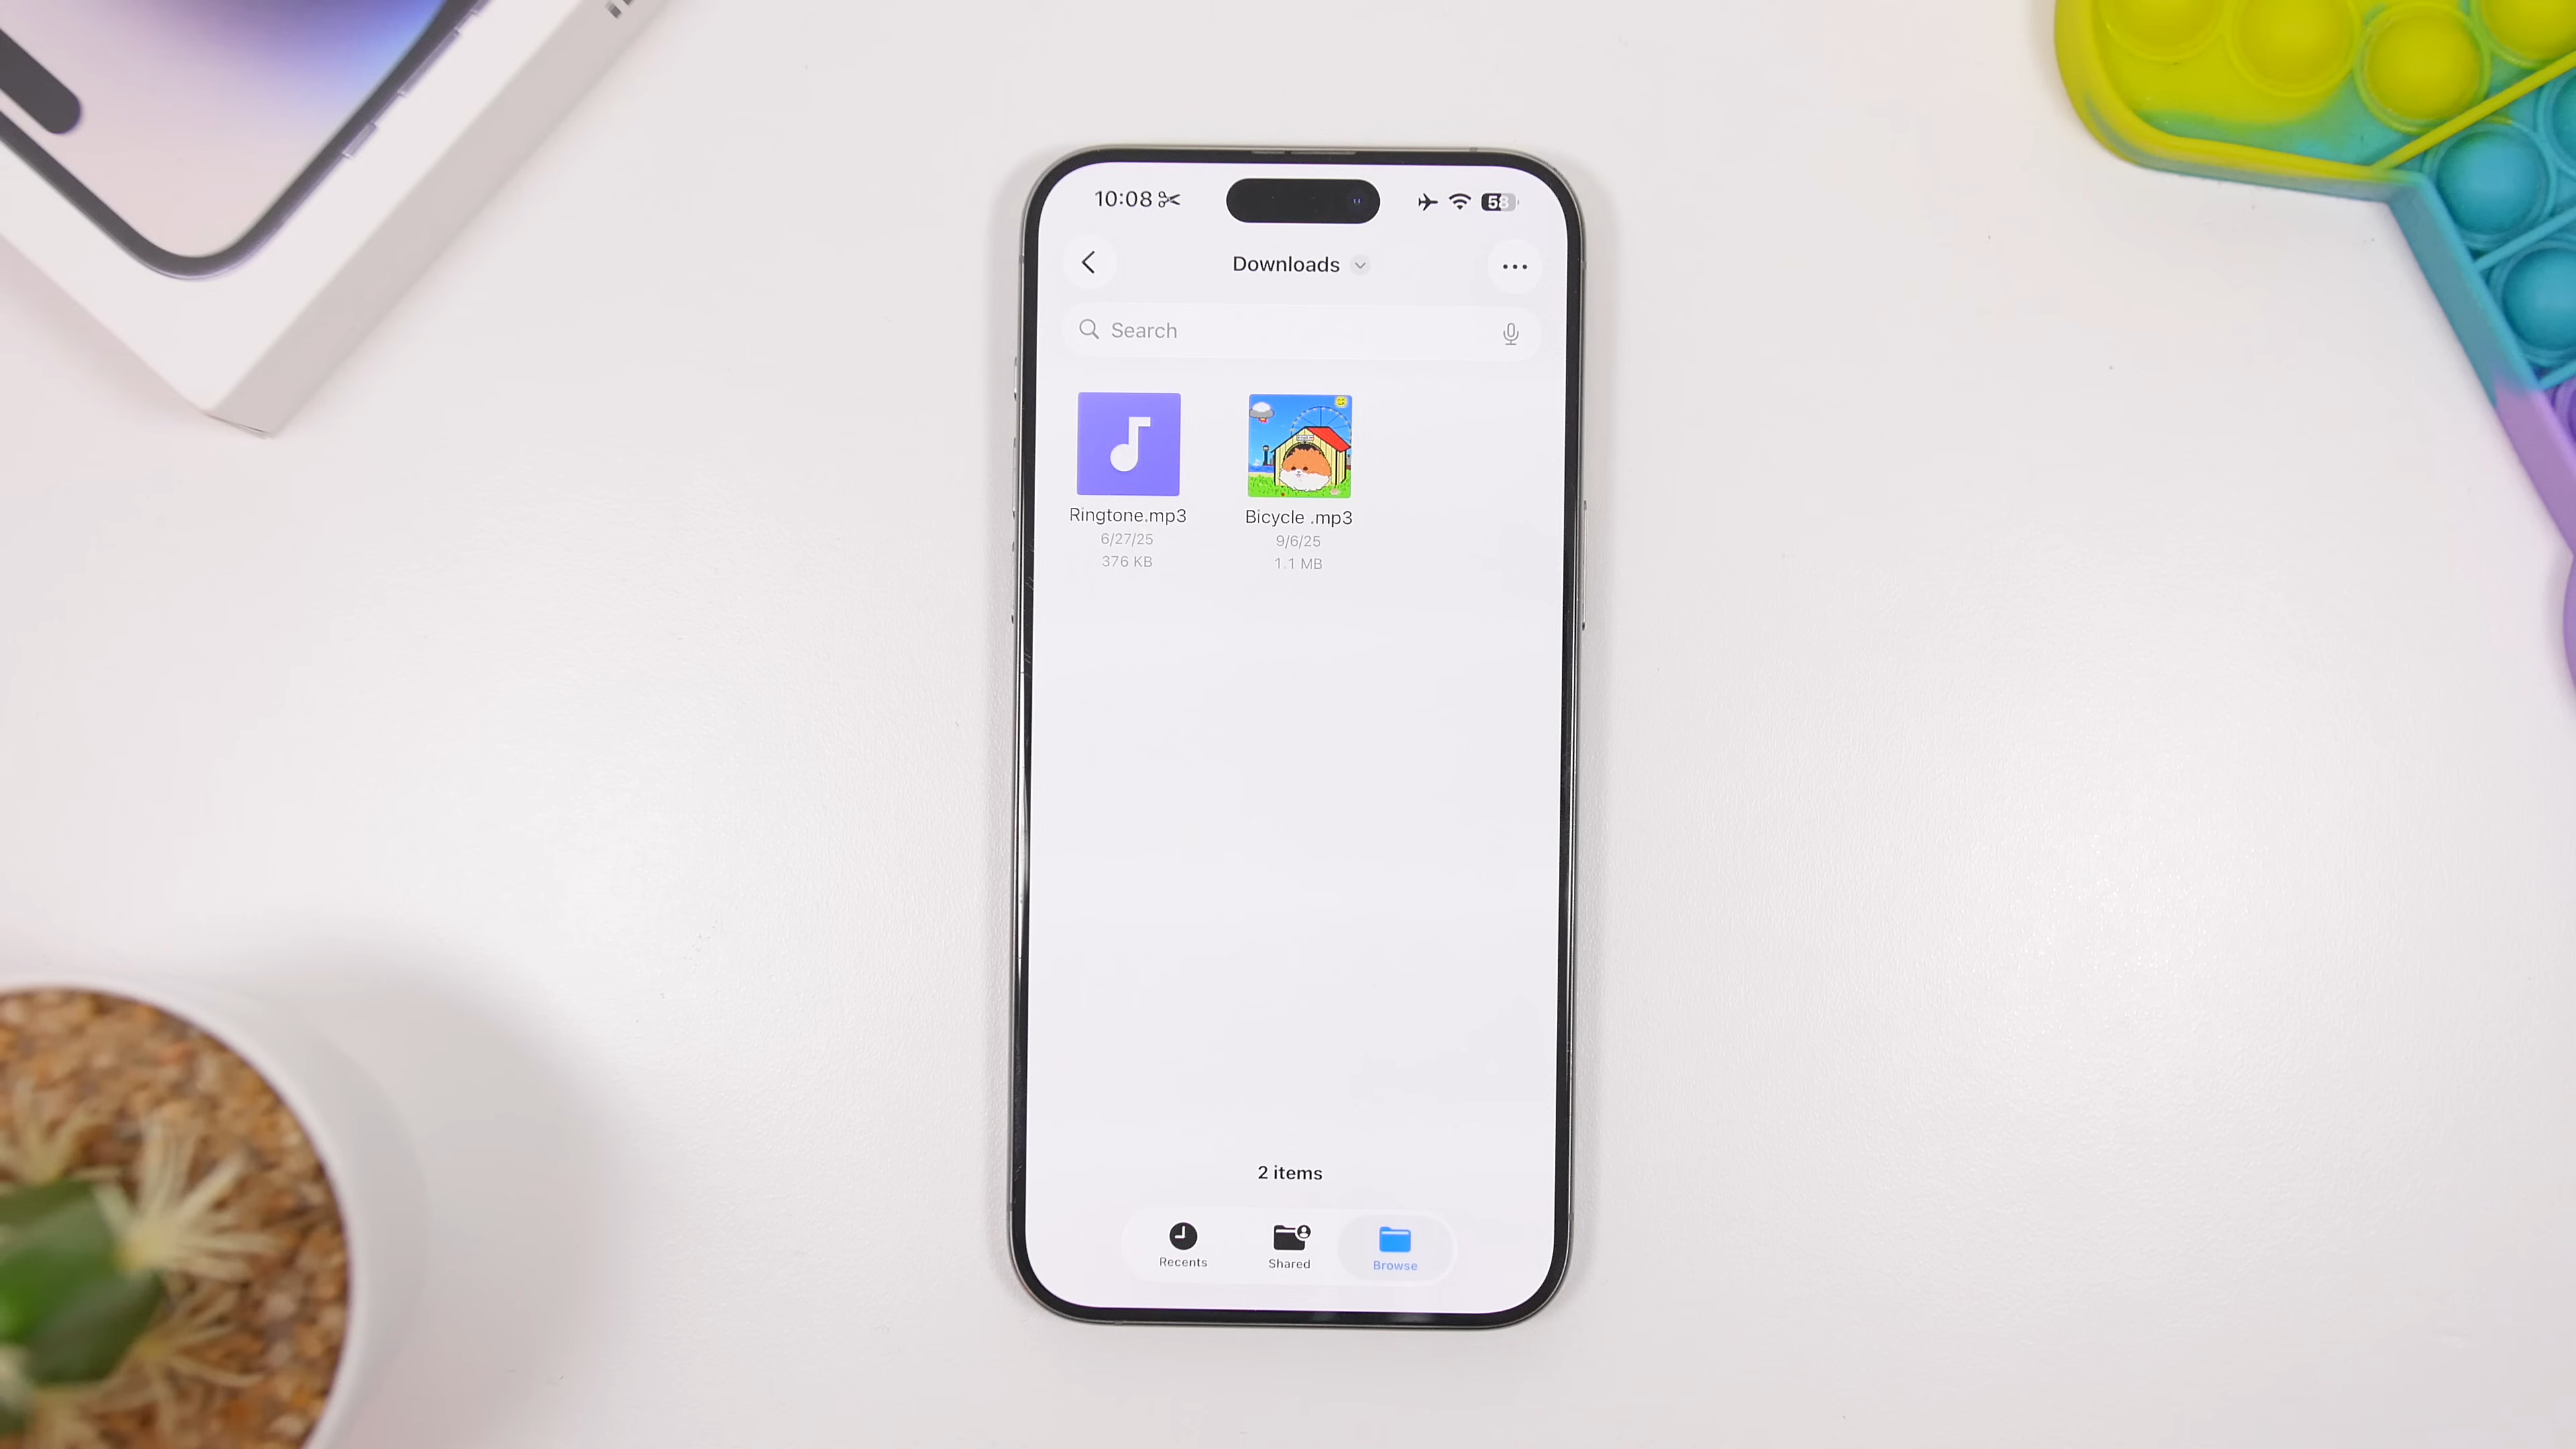 10:08
58
Downloads
Search
Ringtone.mp3
6/27/25
376 KB
Bicycle .mp3
9/6/25
1.1 MB
2 items
Recents
Shared
Browse